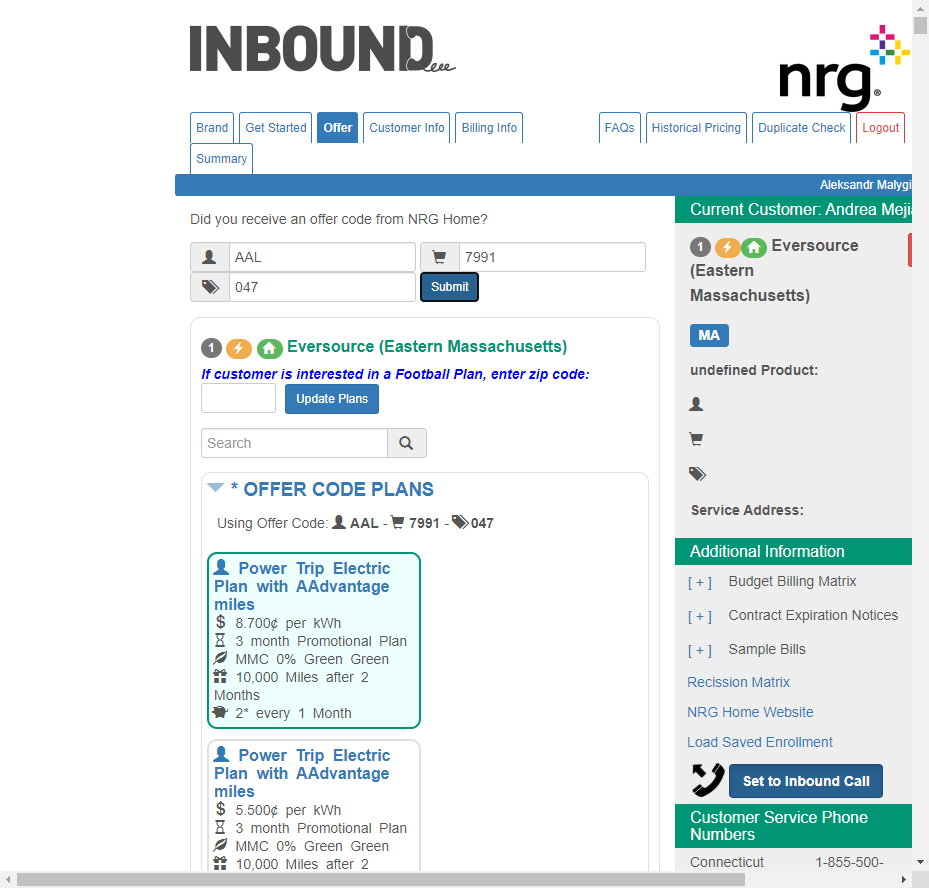 INBOUND
nrg
Brand
Get Started
Offer
Customer Info
Billing Info
FAQs
Historical Pricing
Duplicate Check
Logout
Summary
Aleksandr Malygi
Did you receive an offer code from NRG Home?
AAL
7991
047
Submit
1 Eversource (Eastern Massachusetts)
If customer is interested in a Football Plan, enter zip code:
Update Plans
Search
* OFFER CODE PLANS
Using Offer Code: AAL - 7991 - 047
Power Trip Electric
Plan with AAdvantage
miles
$ 8.700¢ per kWh
3 month Promotional Plan
MMC 0% Green Green
10,000 Miles after 2
Months
2* every 1 Month
Power Trip Electric
Plan with AAdvantage
miles
$ 5.500¢ per kWh
3 month Promotional Plan
MMC 0% Green Green
10,000 Miles after 2
Current Customer: Andrea Mejia
1 Eversource
(Eastern
Massachusetts)
MA
undefined Product:
Service Address:
Additional Information
[ + ] Budget Billing Matrix
[ + ] Contract Expiration Notices
[ + ] Sample Bills
Recission Matrix
NRG Home Website
Load Saved Enrollment
Set to Inbound Call
Customer Service Phone
Numbers
Connecticut 1-855-500-